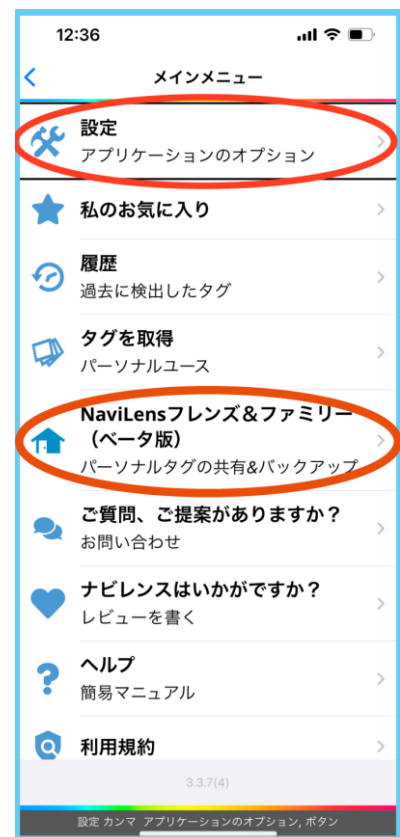 12:36
メインメニュー
設定
アプリケーションのオプション
私のお気に入り
履歴
過去に検出したタグ
タグを取得
パーソナルユース
NaviLensフレンズ&ファミリー
（ベータ版）
パーソナルタグの共有&バックアップ
ご質問、ご提案がありますか？
お問い合わせ
ナビレンスはいかがですか？
レビューを書く
ヘルプ
簡易マニュアル
利用規約
3.3.7(4)
設定 カンマ アプリケーションのオプション, ボタン